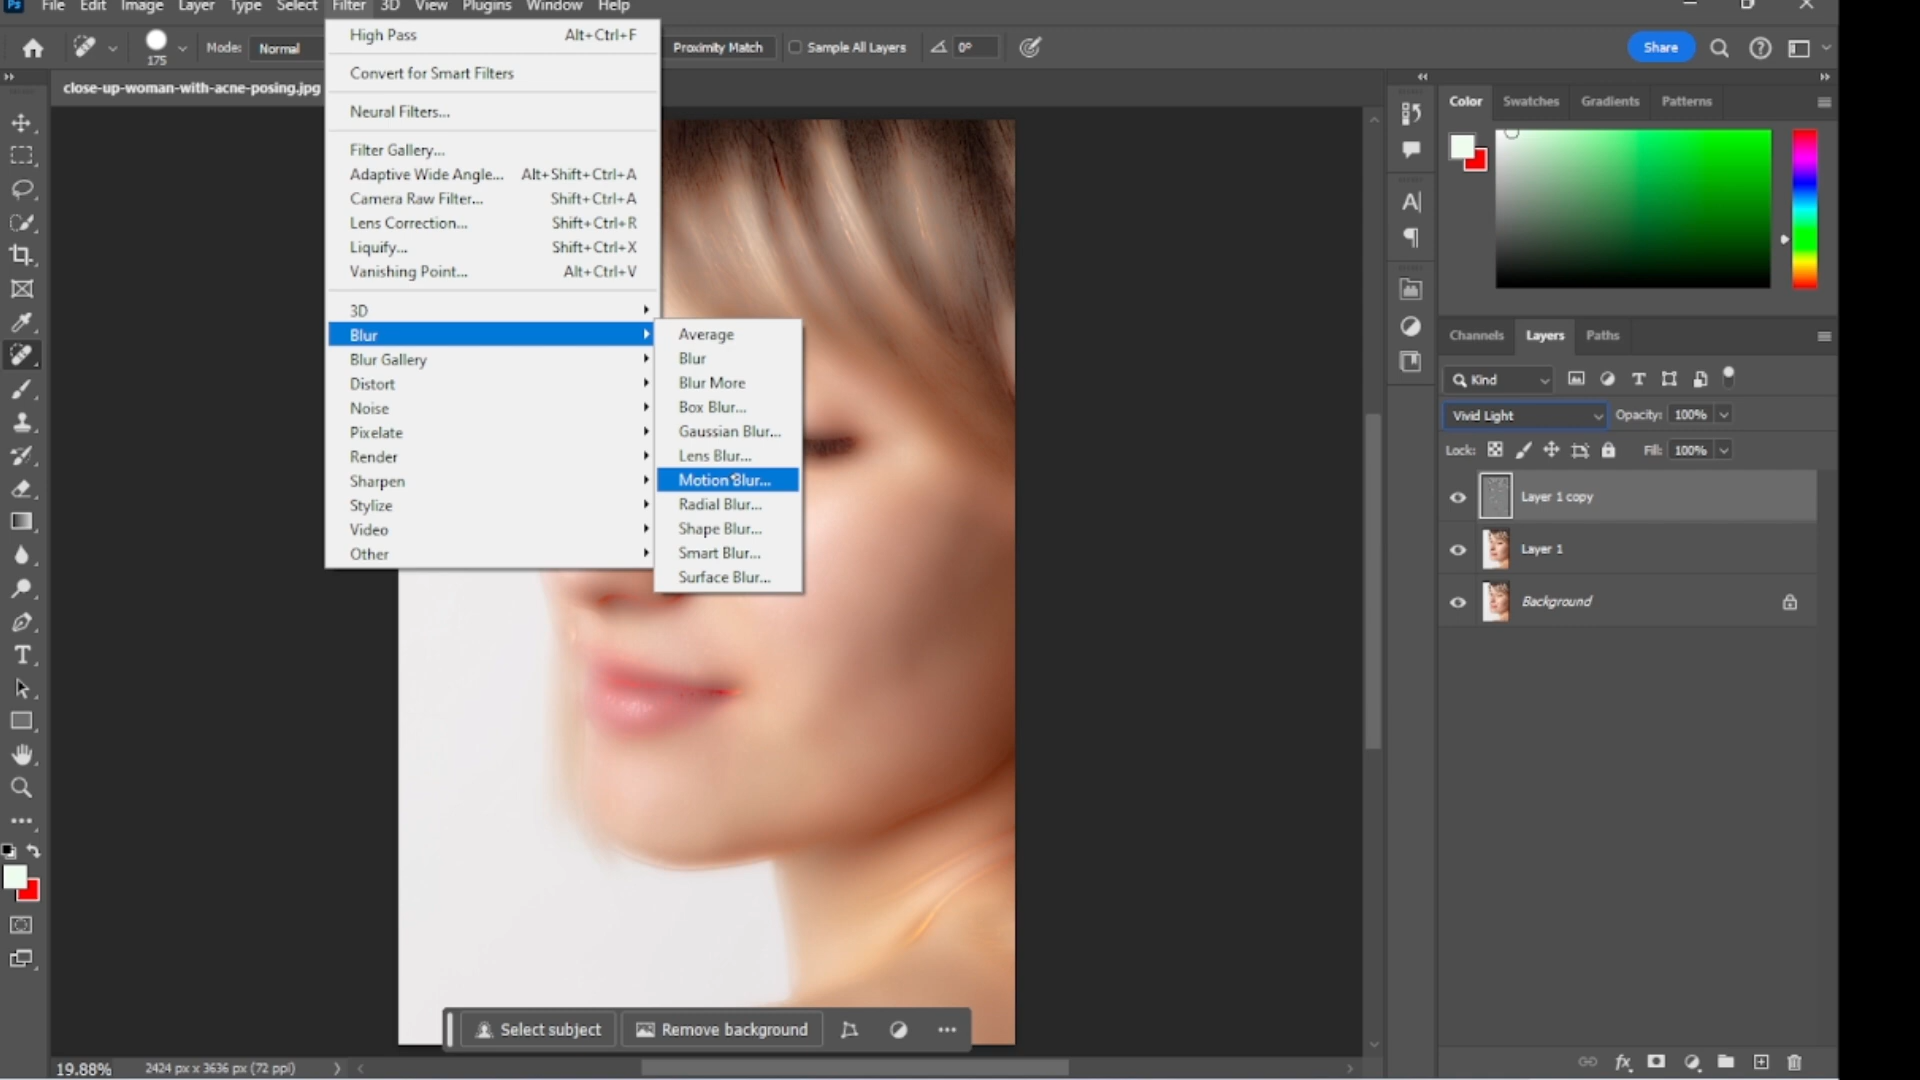 Ps File Edit Image Layer Type Select Filter 3D View Plugins Window Help
175 Mode: Normal Proximity Match Sample All Layers 0° Share
close-up-woman-with-acne-posing.jpg
High Pass Alt+Ctrl+F
Convert for Smart Filters
Neural Filters...
Filter Gallery...
Adaptive Wide Angle... Alt+Shift+Ctrl+A
Camera Raw Filter... Shift+Ctrl+A
Lens Correction... Shift+Ctrl+R
Liquify... Shift+Ctrl+X
Vanishing Point... Alt+Ctrl+V
3D
Blur
Blur Gallery
Distort
Noise
Pixelate
Render
Sharpen
Stylize
Video
Other
Average
Blur
Blur More
Box Blur...
Gaussian Blur...
Lens Blur...
Motion Blur...
Radial Blur...
Shape Blur...
Smart Blur...
Surface Blur...
Color Swatches Gradients Patterns
Channels Layers Paths
Kind
Vivid Light Opacity: 100%
Lock: Fill: 100%
Layer 1 copy
Layer 1
Background
Select subject Remove background
19.88% 2424 px x 3636 px (72 ppi)